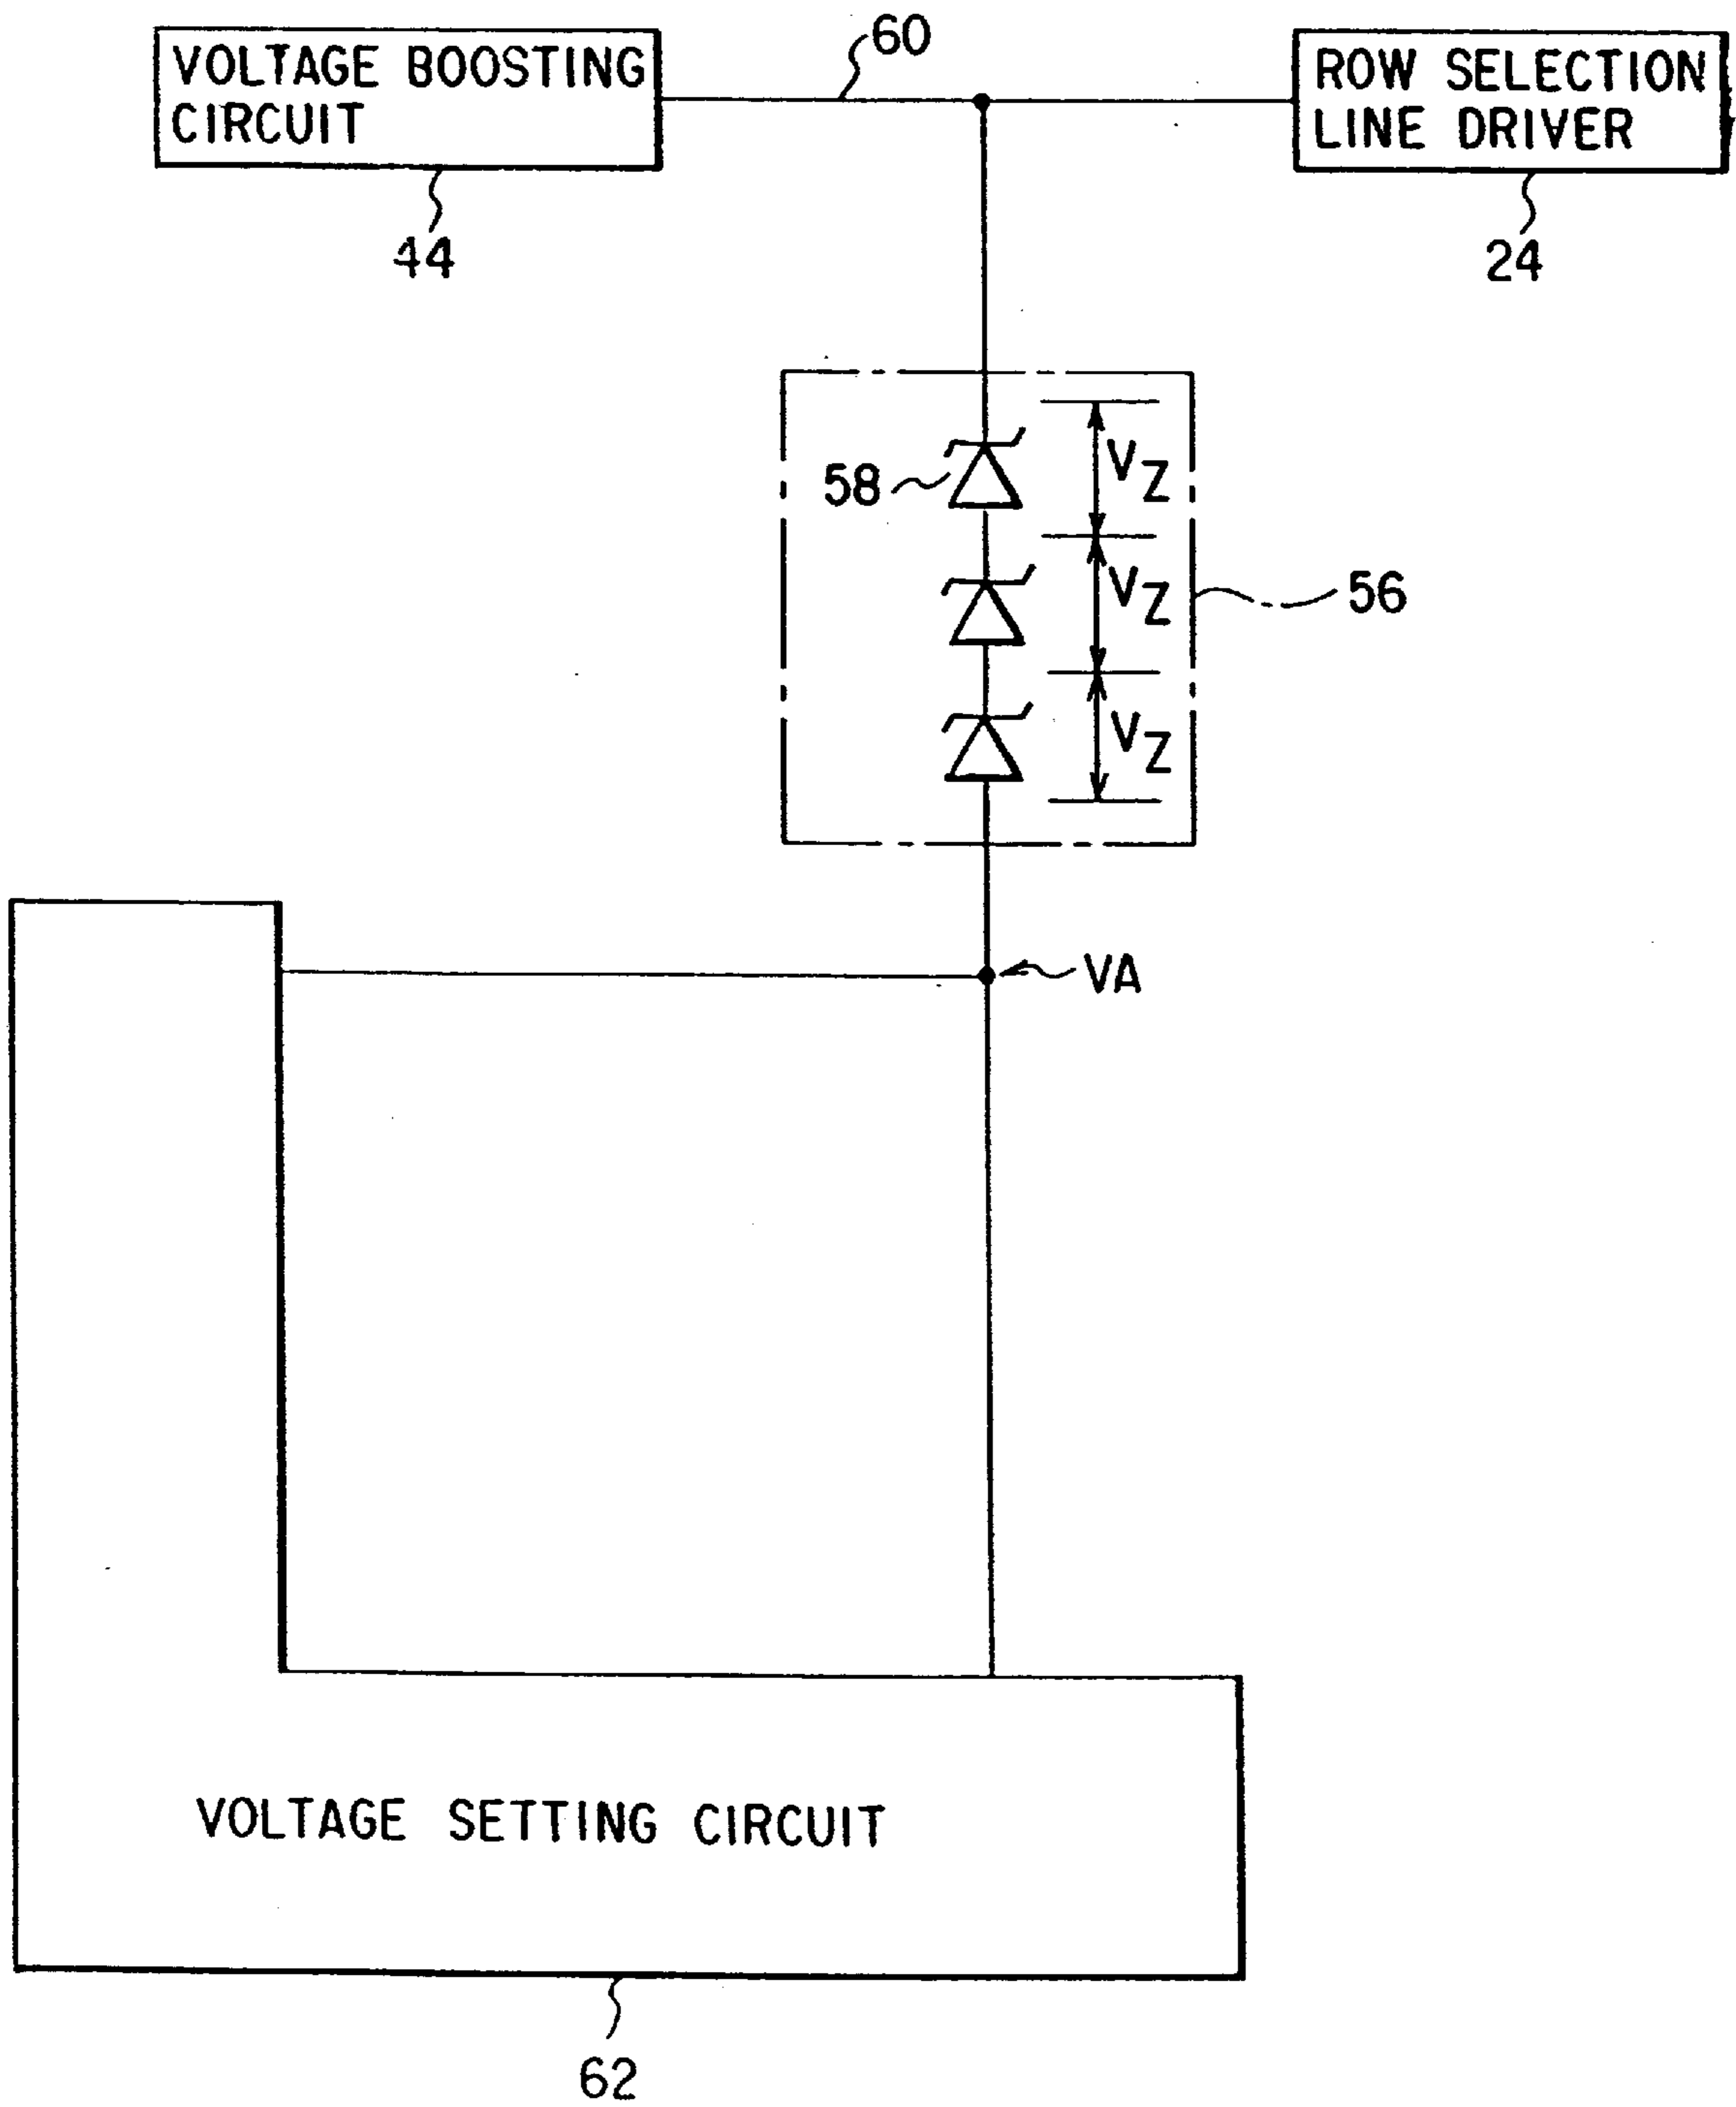 VOLTAGE BOOSTING
CIRCUIT
60
ROW SELECTION
LINE DRIVER
44
24
58
VZ
VZ
VZ
56
VA
VOLTAGE SETTING CIRCUIT
62